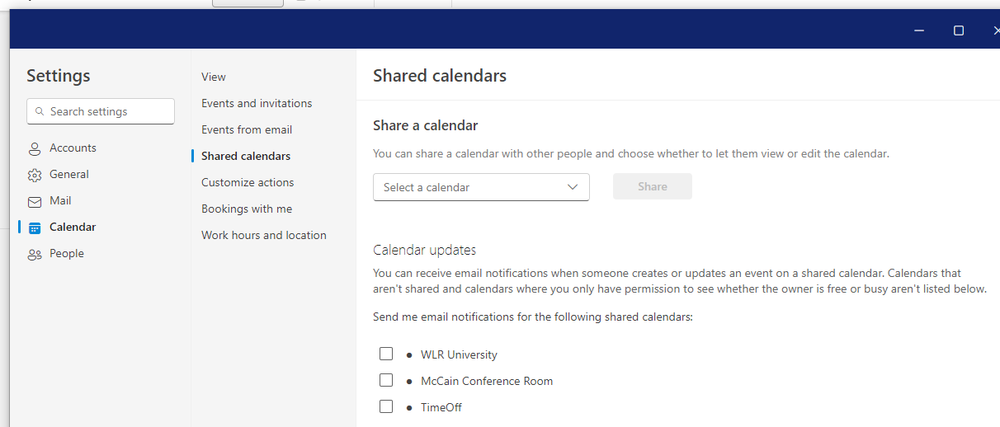 Settings
Search settings
Accounts
General
Mail
Calendar
People
View
Events and invitations
Events from email
Shared calendars
Customize actions
Bookings with me
Work hours and location
Shared calendars
Share a calendar
You can share a calendar with other people and choose whether to let them view or edit the calendar.
Select a calendar
Share
Calendar updates
You can receive email notifications when someone creates or updates an event on a shared calendar. Calendars that
aren't shared and calendars where you only have permission to see whether the owner is free or busy aren't listed below.
Send me email notifications for the following shared calendars:
WLR University
McCain Conference Room
TimeOff